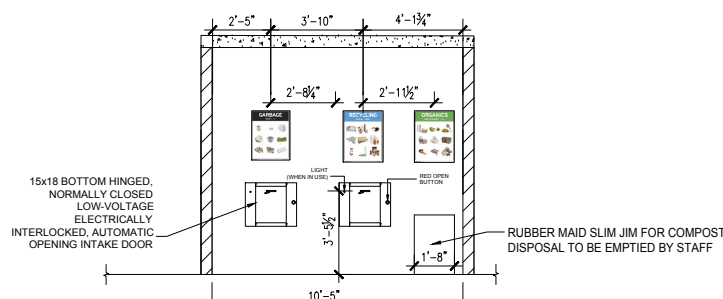 2'-5" 3'-10" 4'-1¾"
2'-8¼" 2'-11½"
GARBAGE RECYCLING ORGANICS
LIGHT
(WHEN IN USE)
RED OPEN
BUTTON
15x18 BOTTOM HINGED,
NORMALLY CLOSED
LOW-VOLTAGE
ELECTRICALLY
INTERLOCKED, AUTOMATIC
OPENING INTAKE DOOR
3'-5½"
RUBBER MAID SLIM JIM FOR COMPOST
DISPOSAL TO BE EMPTIED BY STAFF
1'-8"
10'-5"